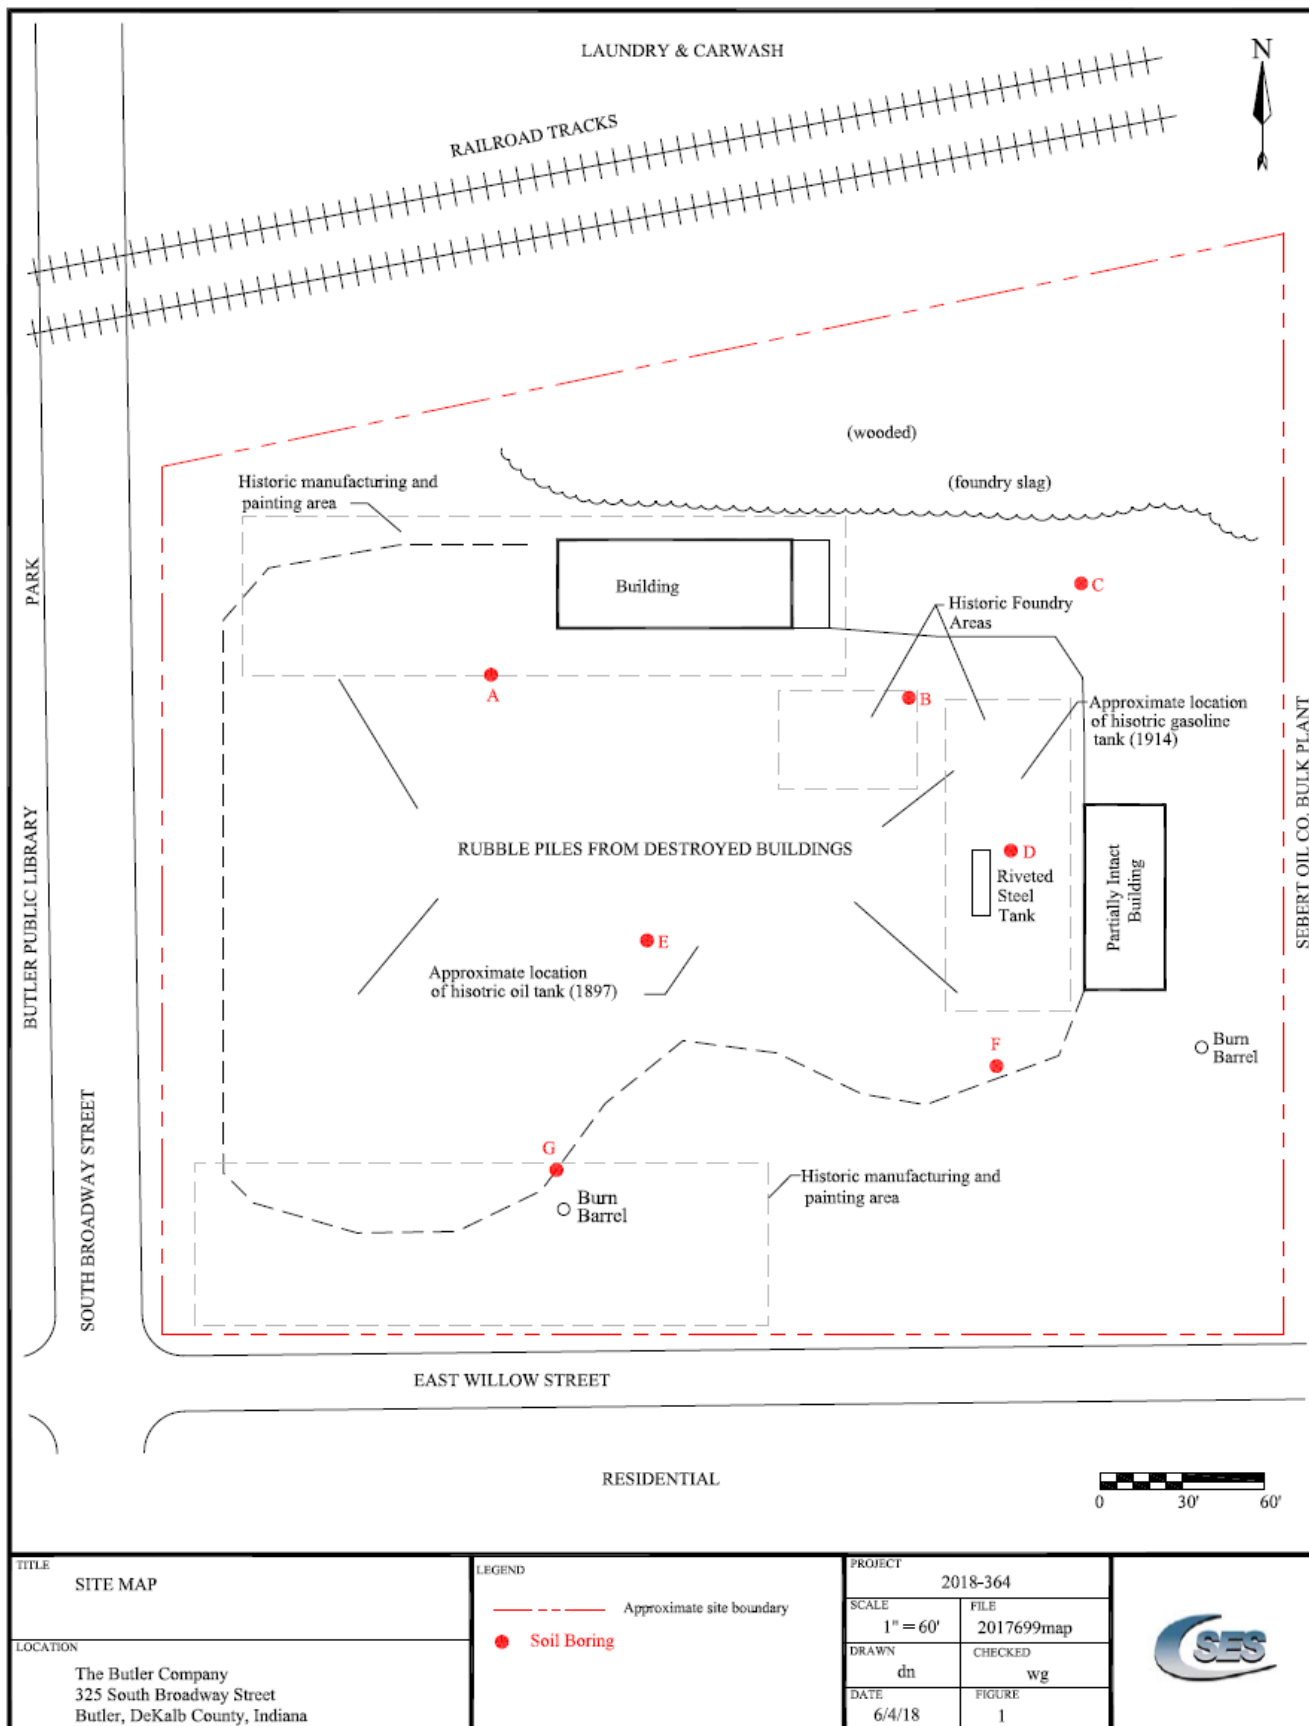 LAUNDRY & CARWASH
N
RAILROAD TRACKS
(wooded)
(foundry slag)
Historic manufacturing and
painting area
Building
C
Historic Foundry
Areas
A
B
Approximate location
of hisotric gasoline
tank (1914)
PARK
BUTLER PUBLIC LIBRARY
SOUTH BROADWAY STREET
SEBERT OIL CO. BULK PLANT
RUBBLE PILES FROM DESTROYED BUILDINGS
D
Riveted
Steel
Tank
Partially Intact
Building
E
Approximate location
of hisotric oil tank (1897)
F
Burn
Barrel
G
Burn
Barrel
Historic manufacturing and
painting area
EAST WILLOW STREET
RESIDENTIAL
0 30' 60'
TITLE
SITE MAP
LOCATION
The Butler Company
325 South Broadway Street
Butler, DeKalb County, Indiana
LEGEND
Approximate site boundary
Soil Boring
PROJECT
2018-364
SCALE
1" = 60'
FILE
2017699map
DRAWN
dn
CHECKED
wg
DATE
6/4/18
FIGURE
1
SES